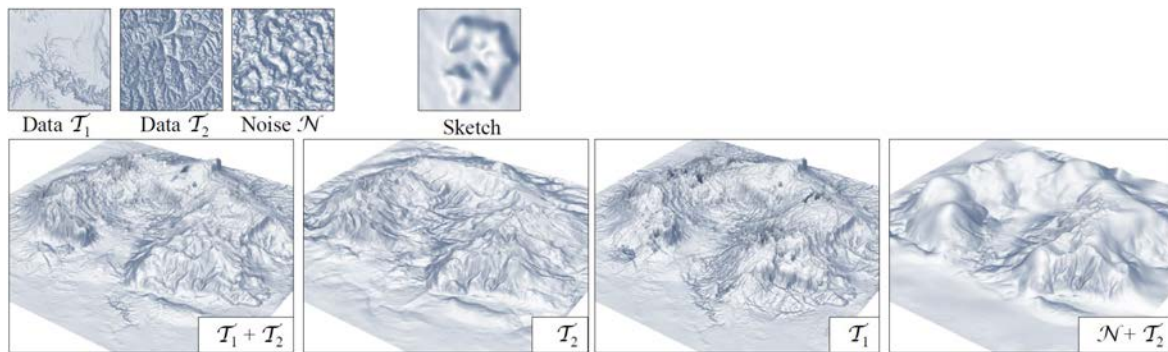 Data 𝒯₁ Data 𝒯₂ Noise 𝒩 Sketch
𝒯₁ + 𝒯₂ 𝒯₂ 𝒯₁ 𝒩 + 𝒯₂